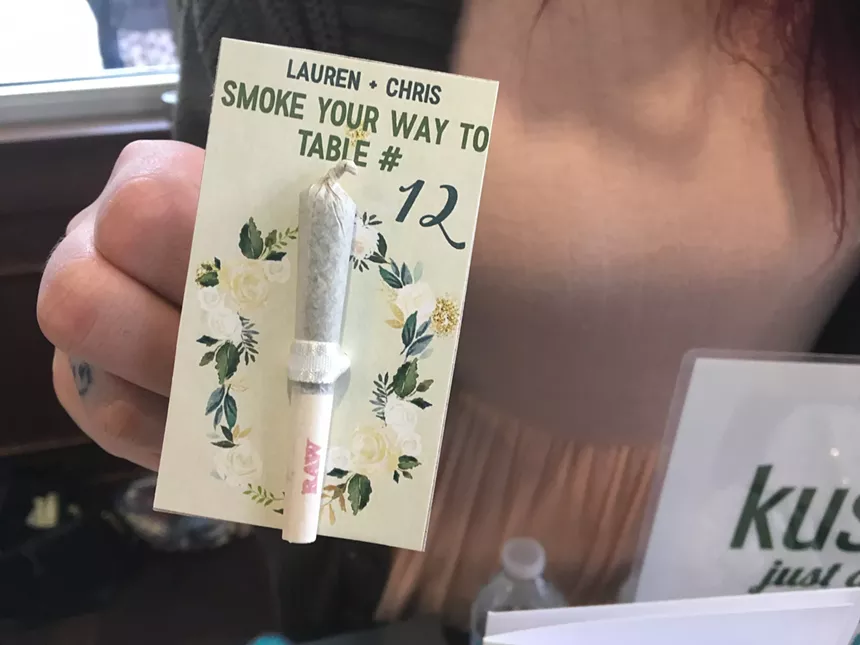 LAUREN + CHRIS
SMOKE YOUR WAY TO
TABLE #
12
RAW
kus
just